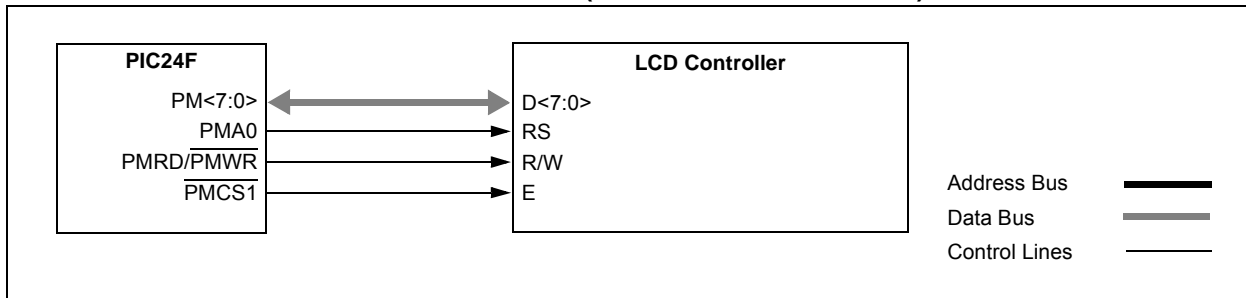 PIC24F
PM<7:0>
PMA0
PMRD/PMWR
PMCS1
LCD Controller
D<7:0>
RS
R/W
E
Address Bus
Data Bus
Control Lines